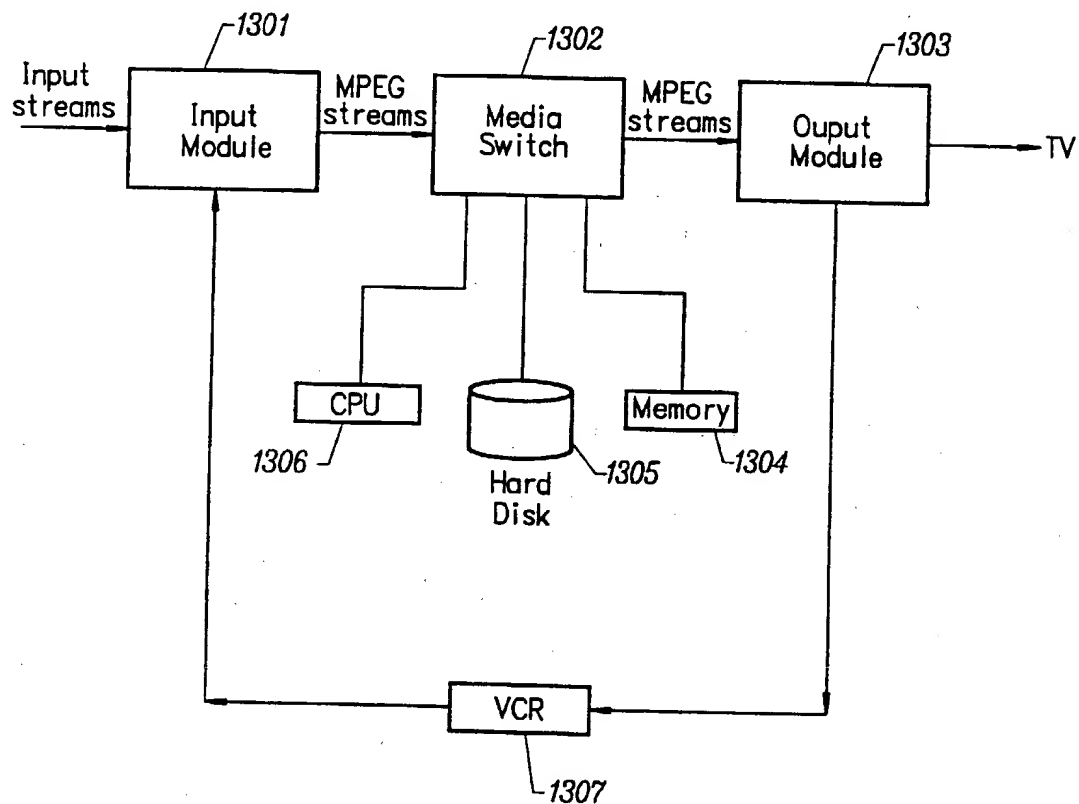 1301
1302
1303
Input
streams
Input
Module
MPEG
streams
Media
Switch
MPEG
streams
Ouput
Module
TV
CPU
1306
Hard
Disk
1305
Memory
1304
VCR
1307